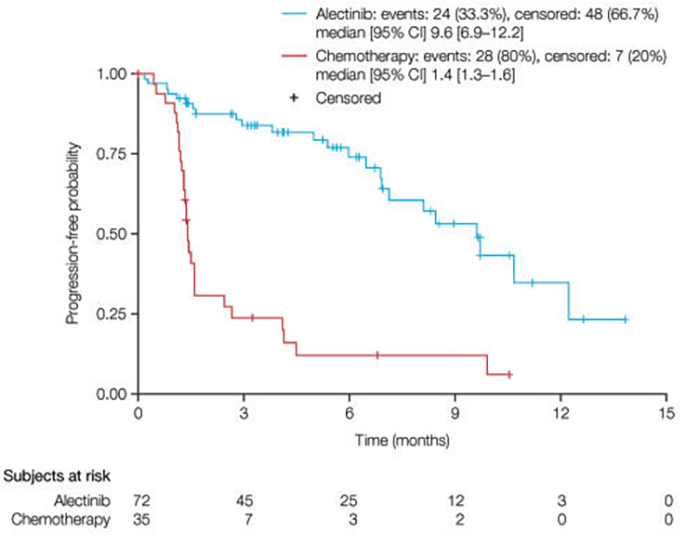 Alectinib: events: 24 (33.3%), censored: 48 (66.7%)
median [95% CI] 9.6 [6.9–12.2]
Chemotherapy: events: 28 (80%), censored: 7 (20%)
median [95% CI] 1.4 [1.3–1.6]
+ Censored
1.00
0.75
0.50
0.25
0.00
Progression-free probability
0 3 6 9 12 15
Time (months)
Subjects at risk
Alectinib 72 45 25 12 3 0
Chemotherapy 35 7 3 2 0 0